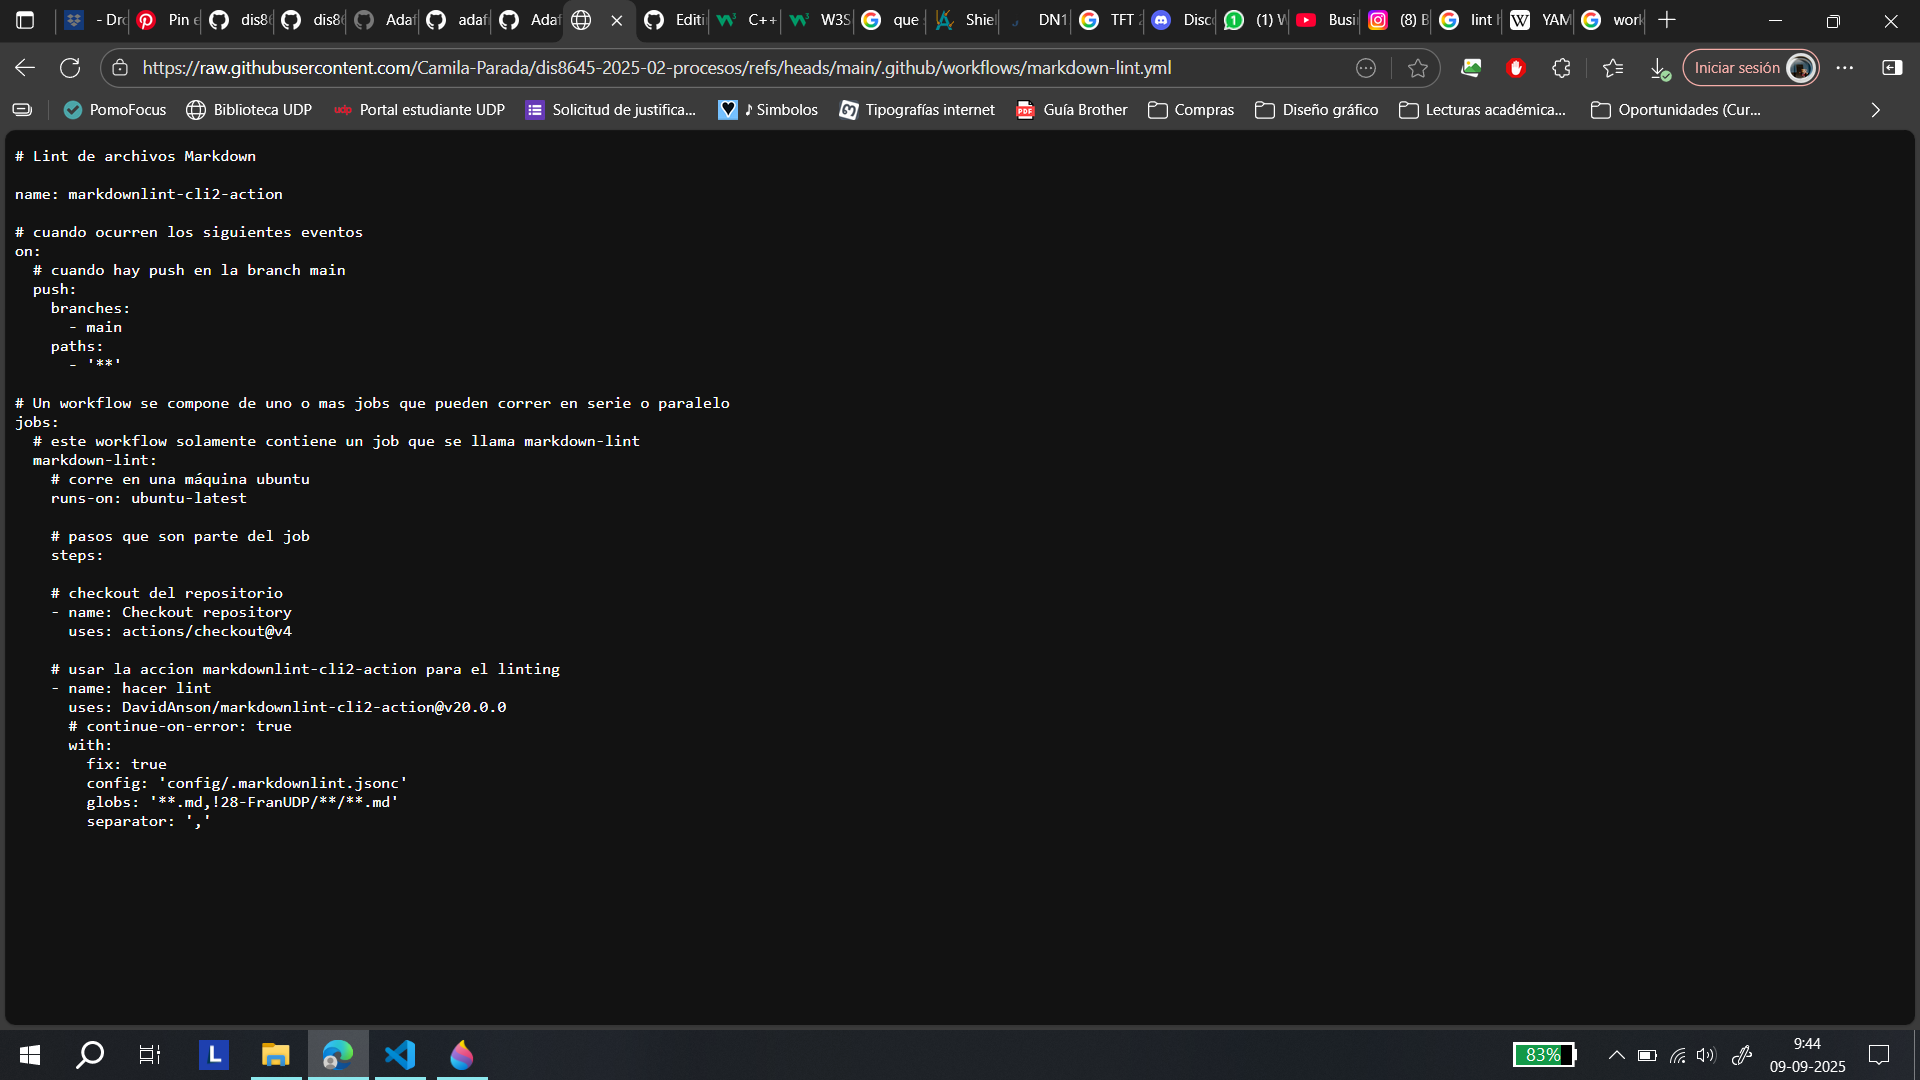 - Dro
Pin e
dis86
dis86
Adaf
adaf
Adaf
Editi
C++
W3S
que s
Shiel
DN1
TFT 2
Disco
(1) W
Busi
(8) B
lint h
YAM
work
https://raw.githubusercontent.com/Camila-Parada/dis8645-2025-02-procesos/refs/heads/main/.github/workflows/markdown-lint.yml
Iniciar sesión
PomoFocus
Biblioteca UDP
udp Portal estudiante UDP
Solicitud de justifica...
♪ Simbolos
Tipografías internet
PDF Guía Brother
Compras
Diseño gráfico
Lecturas académica...
Oportunidades (Cur...
# Lint de archivos Markdown
name: markdownlint-cli2-action
# cuando ocurren los siguientes eventos
on:
  # cuando hay push en la branch main
  push:
    branches:
      - main
    paths:
      - '**'
# Un workflow se compone de uno o mas jobs que pueden correr en serie o paralelo
jobs:
  # este workflow solamente contiene un job que se llama markdown-lint
  markdown-lint:
    # corre en una máquina ubuntu
    runs-on: ubuntu-latest
    # pasos que son parte del job
    steps:
    # checkout del repositorio
    - name: Checkout repository
      uses: actions/checkout@v4
    # usar la accion markdownlint-cli2-action para el linting
    - name: hacer lint
      uses: DavidAnson/markdownlint-cli2-action@v20.0.0
      # continue-on-error: true
      with:
        fix: true
        config: 'config/.markdownlint.jsonc'
        globs: '**.md,!28-FranUDP/**/**.md'
        separator: ','
L
83%
9:44
09-09-2025